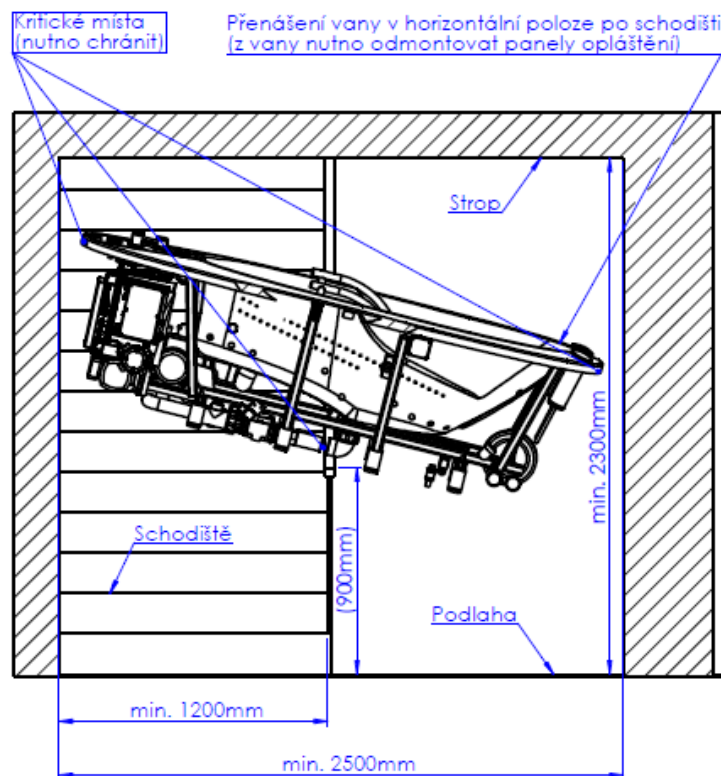 Kritické místa
(nutno chránit)
Přenášení vany v horizontální poloze po schodišti
(z vany nutno odmontovat panely opláštění)
Strop
min. 2300mm
Schodiště
(900mm)
Podlaha
min. 1200mm
min. 2500mm